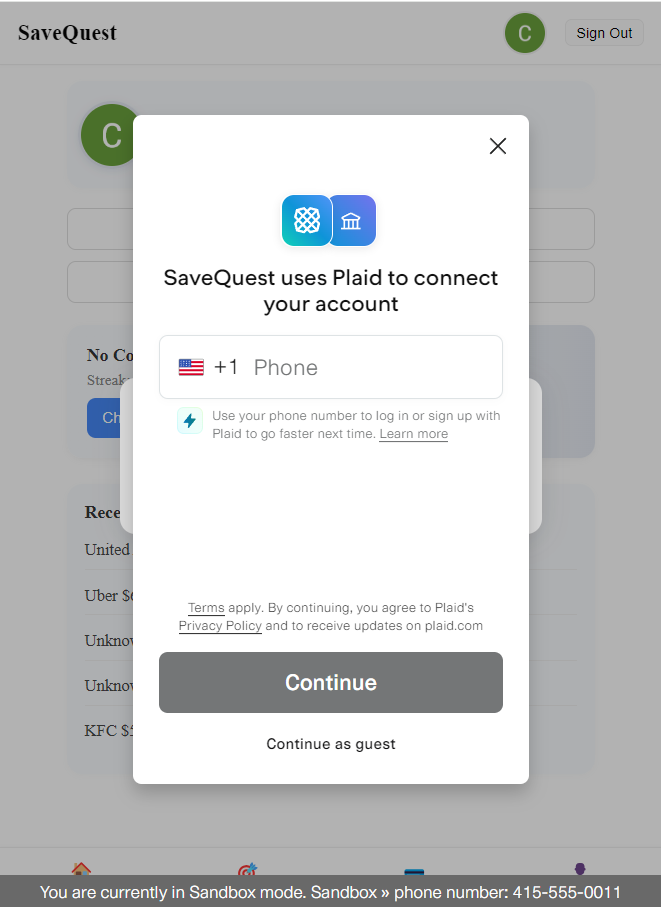 SaveQuest
C
Sign Out
C
SaveQuest uses Plaid to connect
your account
+1 Phone
Use your phone number to log in or sign up with
Plaid to go faster next time. Learn more
No Co
Streaks
Ch
Rece
United
Uber $6
Unknow
Unknow
KFC $5
Terms apply. By continuing, you agree to Plaid's
Privacy Policy and to receive updates on plaid.com
Continue
Continue as guest
You are currently in Sandbox mode. Sandbox » phone number: 415-555-0011